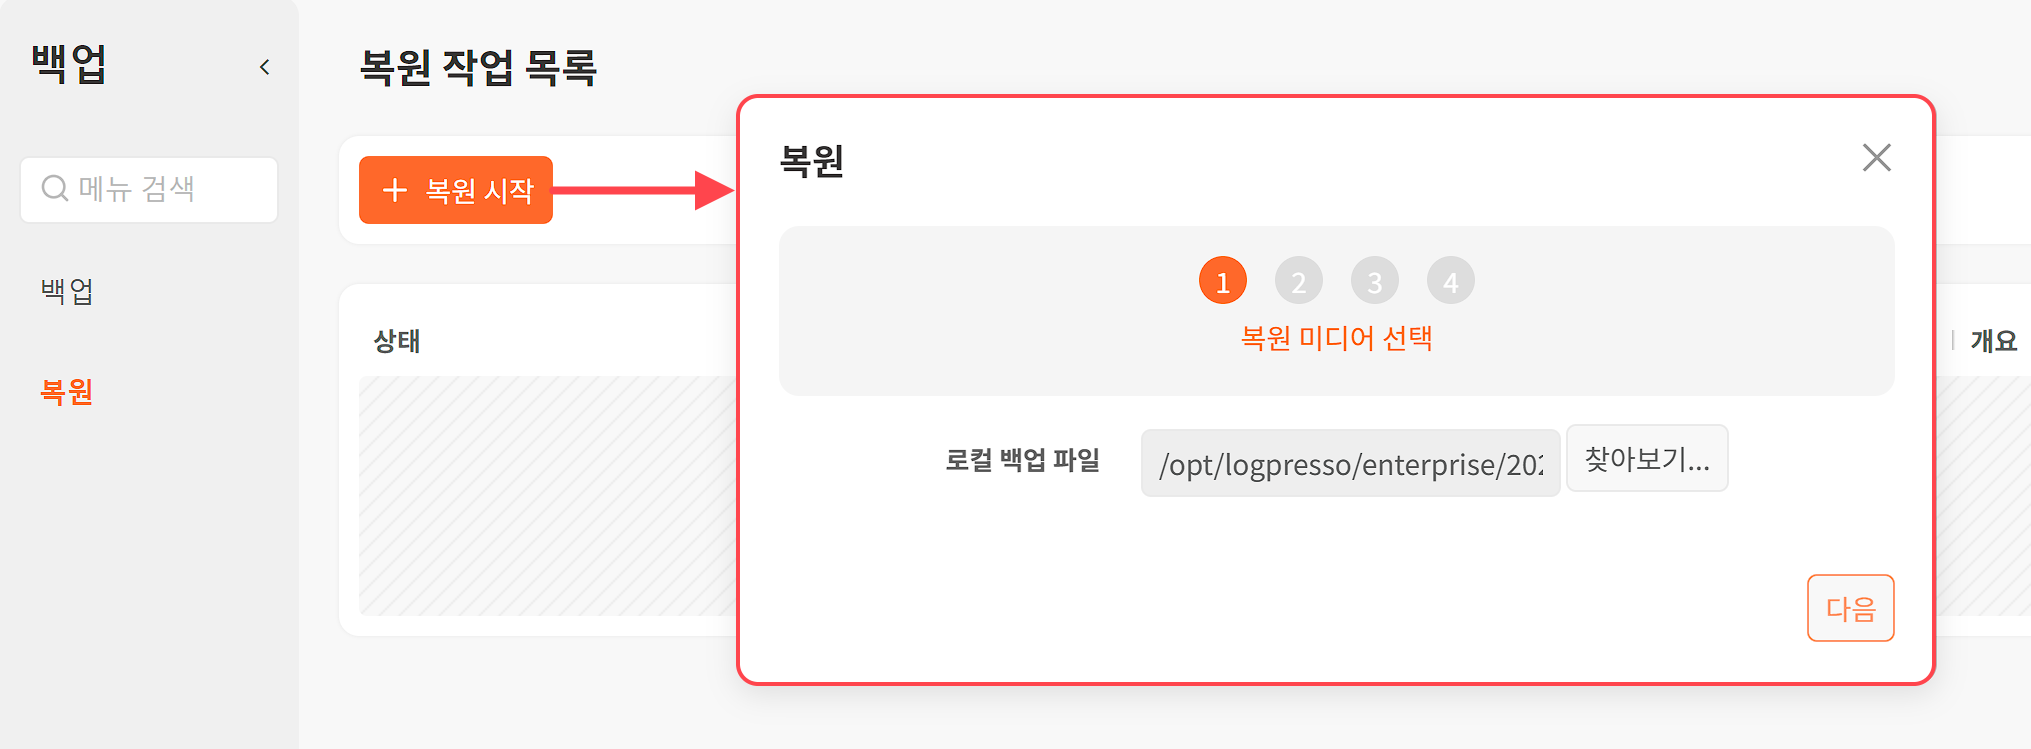 백업
메뉴 검색
백업
복원
복원 작업 목록
복원 시작
상태
개요
복원
1 2 3 4
복원 미디어 선택
로컬 백업 파일
/opt/logpresso/enterprise/202
찾아보기...
다음